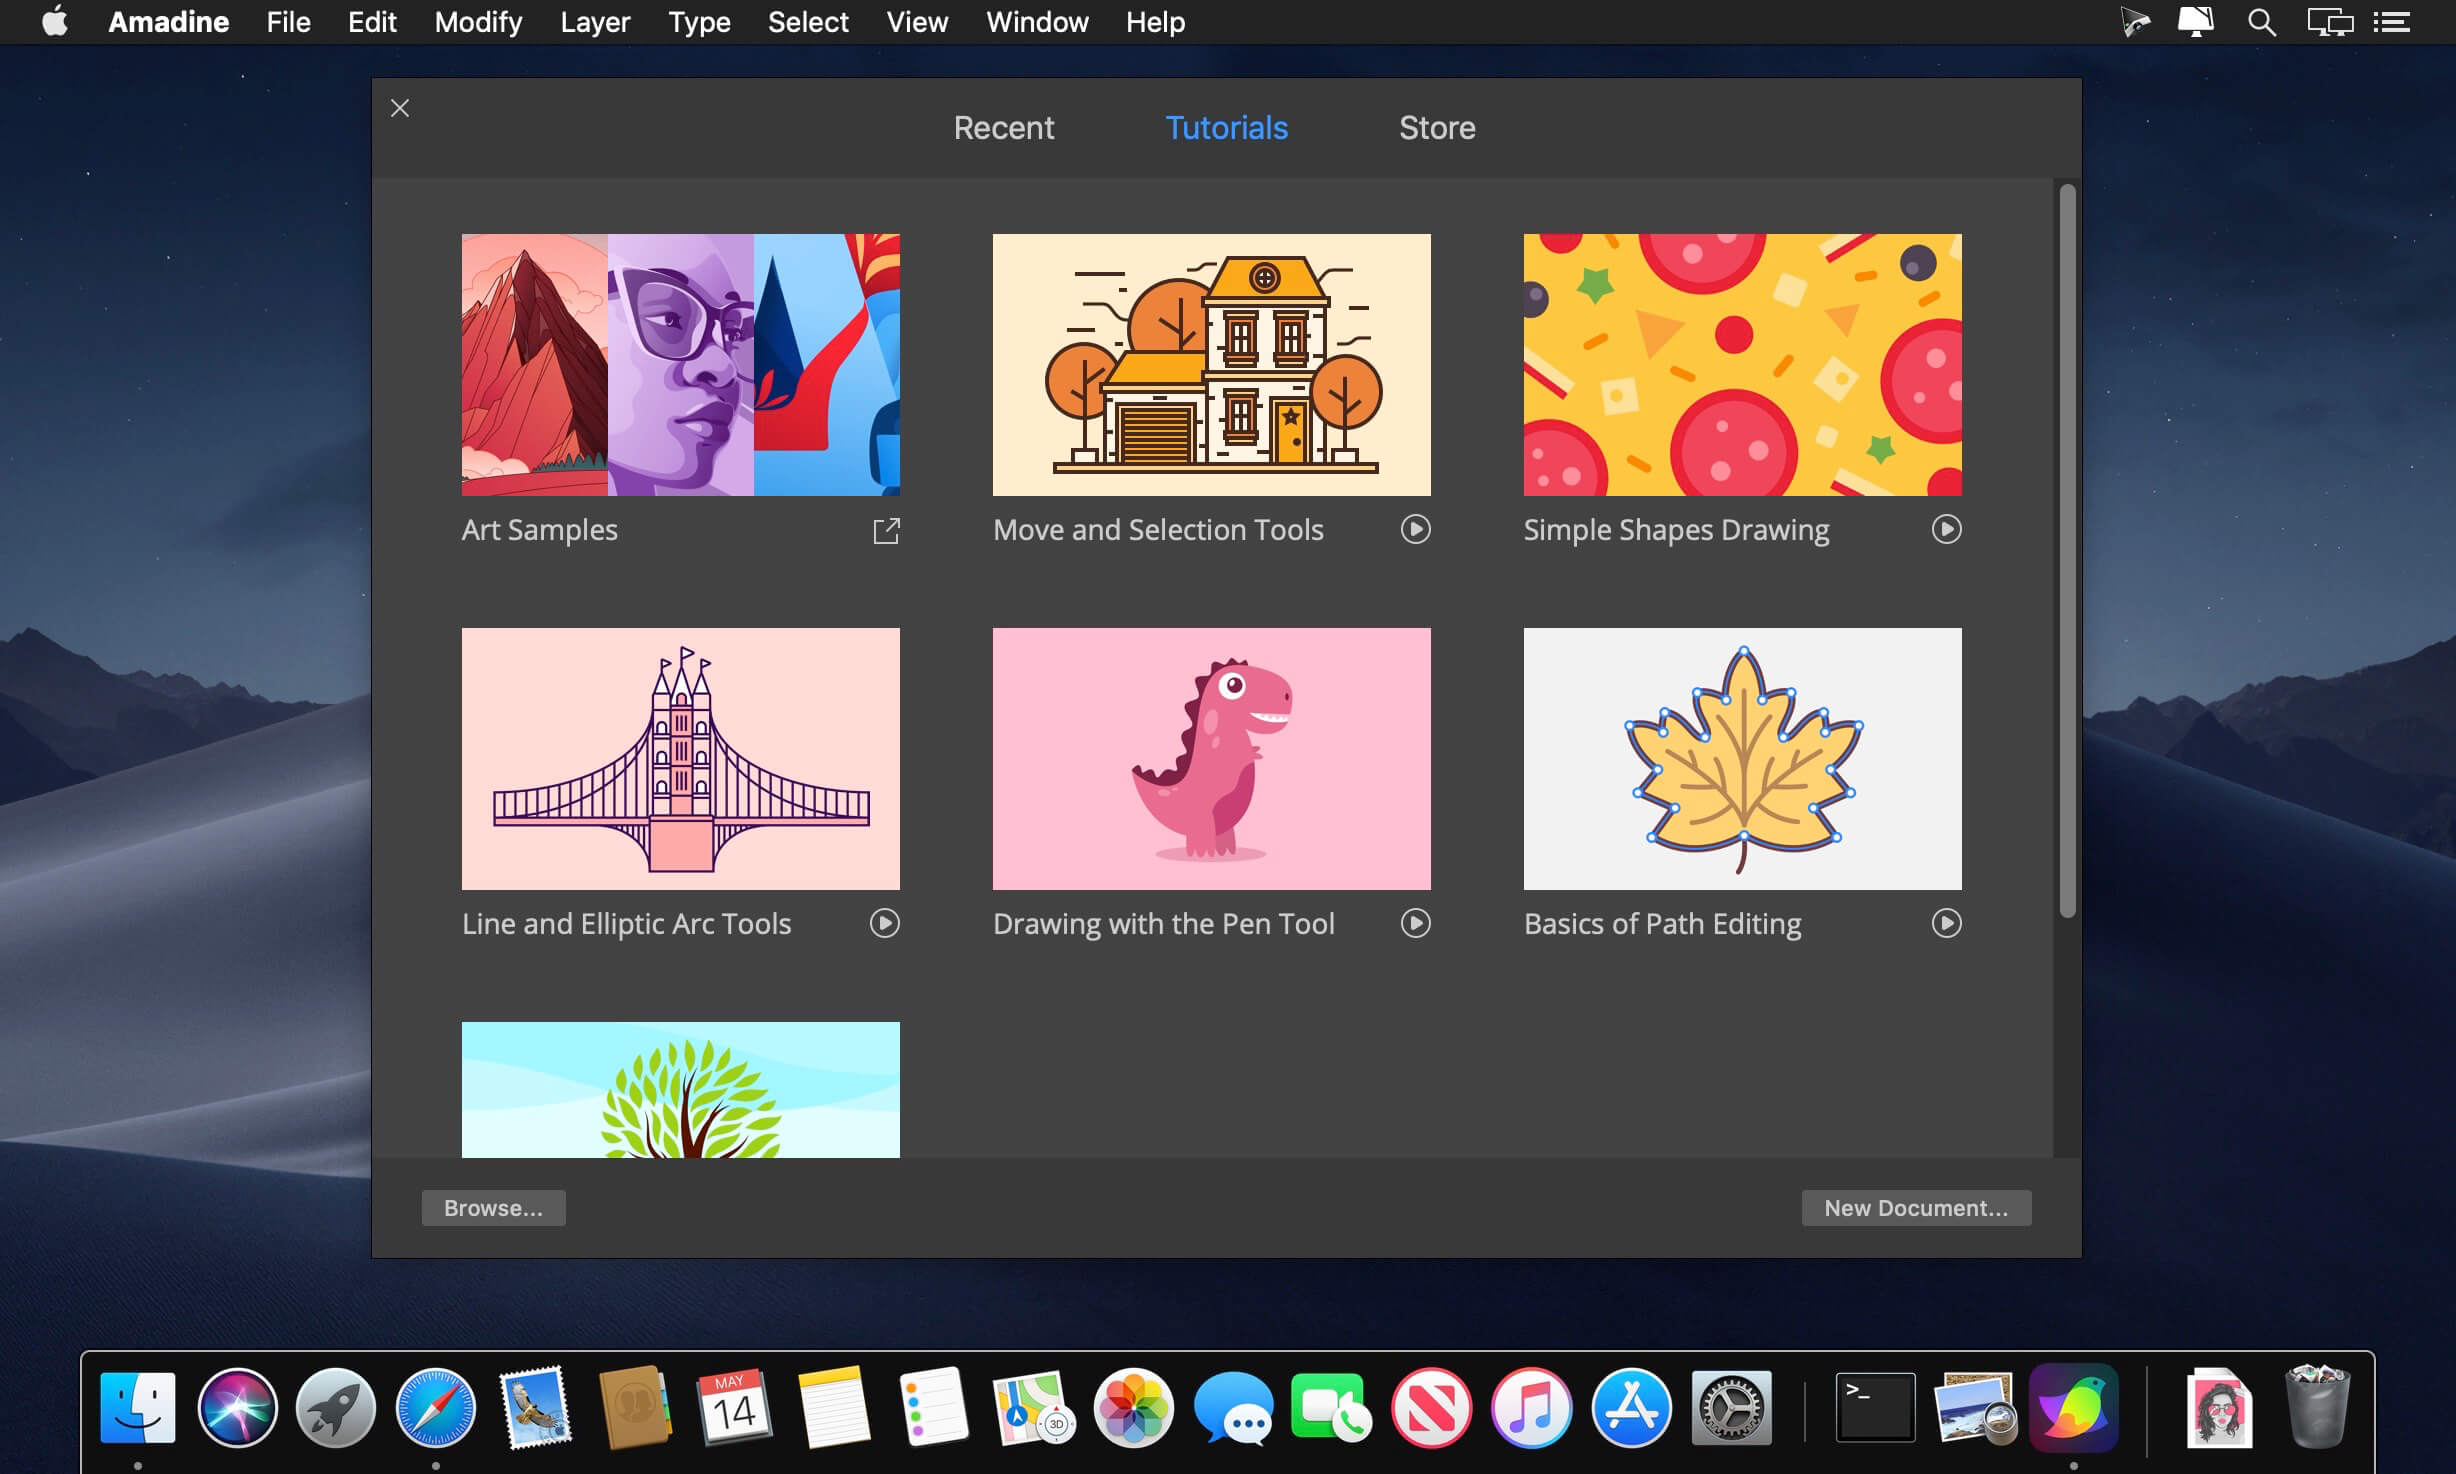 Amadine File Edit Modify Layer Type Select View Window Help
Recent Tutorials Store
Art Samples
Move and Selection Tools
Simple Shapes Drawing
Line and Elliptic Arc Tools
Drawing with the Pen Tool
Basics of Path Editing
Browse...
New Document...
MAY
14
3D
>_